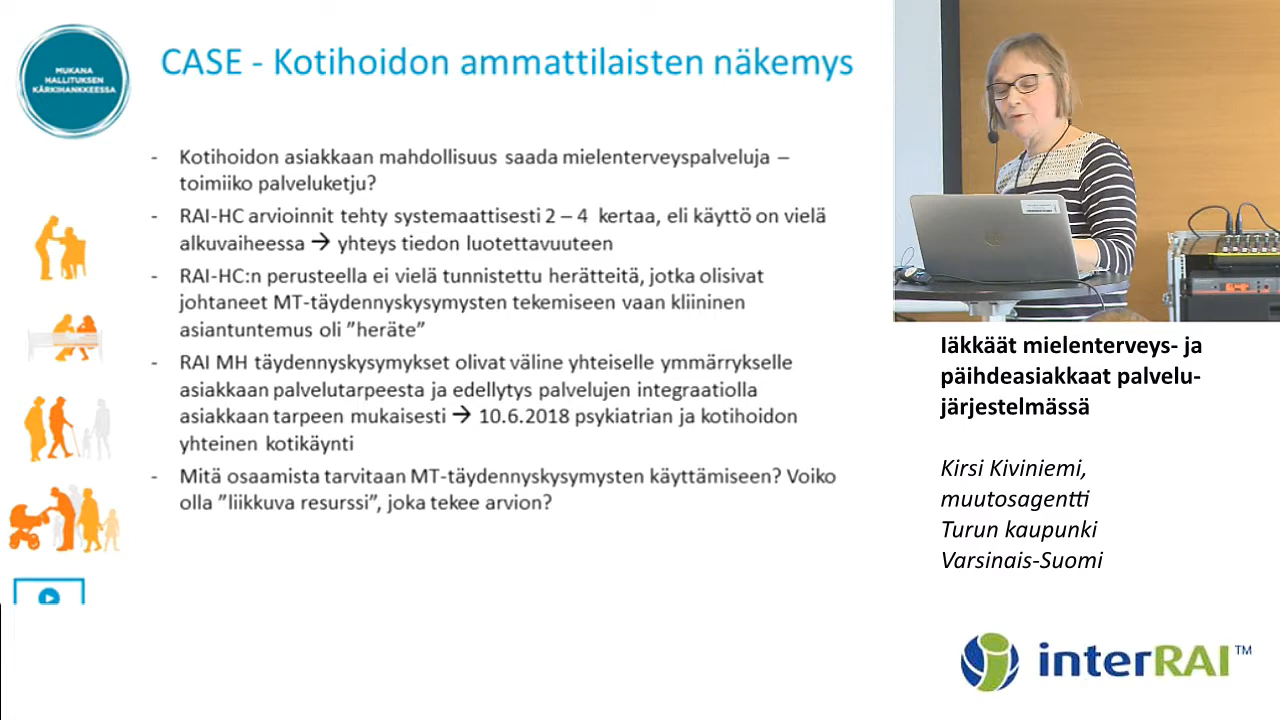 MUKANA
HALLITUKSEN
KÄRKIHANKKEESSA
CASE - Kotihoidon ammattilaisten näkemys
- Kotihoidon asiakkaan mahdollisuus saada mielenterveyspalveluja –
toimiiko palveluketju?
- RAI-HC arvioinnit tehty systemaattisesti 2 – 4 kertaa, eli käyttö on vielä
alkuvaiheessa → yhteys tiedon luotettavuuteen
- RAI-HC:n perusteella ei vielä tunnistettu herätteitä, jotka olisivat
johtaneet MT-täydennyskysymysten tekemiseen vaan kliininen
asiantuntemus oli ”heräte”
- RAI MH täydennyskysymykset olivat väline yhteiselle ymmärrykselle
asiakkaan palvelutarpeesta ja edellytys palvelujen integraatiolla
asiakkaan tarpeen mukaisesti → 10.6.2018 psykiatrian ja kotihoidon
yhteinen kotikäynti
- Mitä osaamista tarvitaan MT-täydennyskysymysten käyttämiseen? Voiko
olla ”liikkuva resurssi”, joka tekee arvion?
Iäkkäät mielenterveys- ja
päihdeasiakkaat palvelu-
järjestelmässä
Kirsi Kiviniemi,
muutosagentti
Turun kaupunki
Varsinais-Suomi
interRAI™